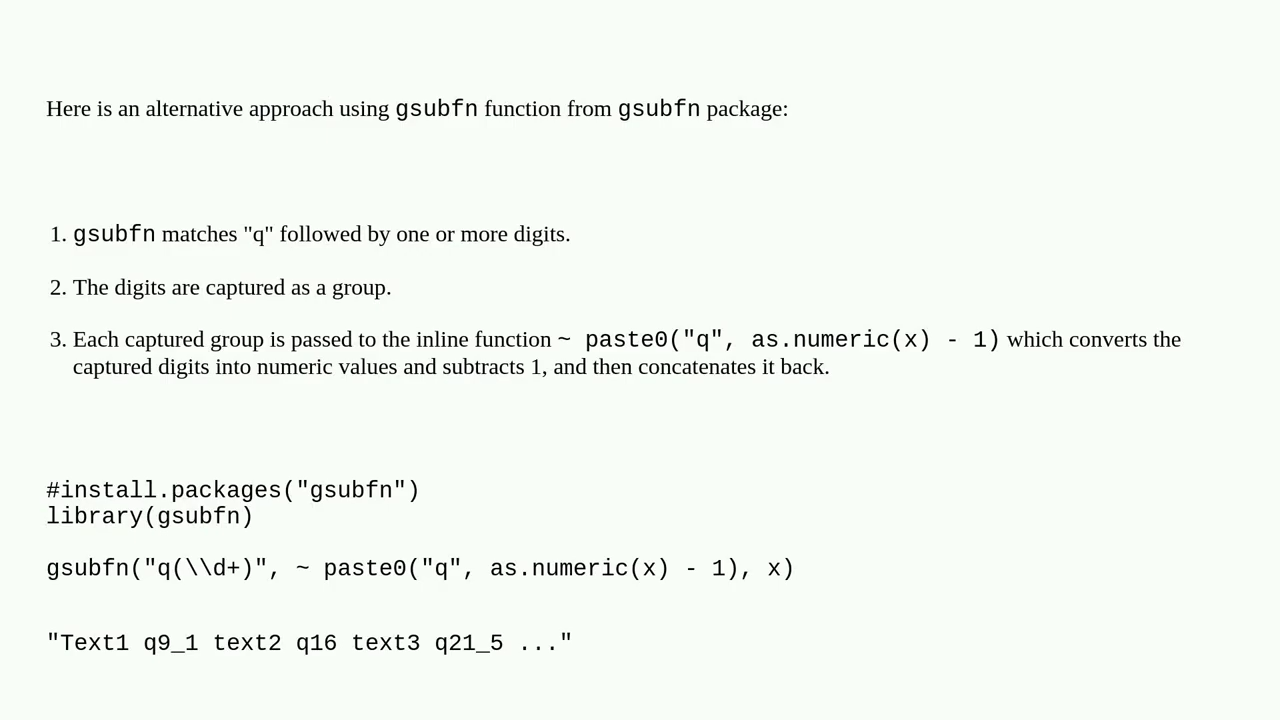 Here is an alternative approach using gsubfn function from gsubfn package:
1. gsubfn matches "q" followed by one or more digits.
2. The digits are captured as a group.
3. Each captured group is passed to the inline function ~ paste0("q", as.numeric(x) - 1) which converts the
captured digits into numeric values and subtracts 1, and then concatenates it back.
#install.packages("gsubfn")
library(gsubfn)
gsubfn("q(\\d+)", ~ paste0("q", as.numeric(x) - 1), x)
"Text1 q9_1 text2 q16 text3 q21_5 ..."